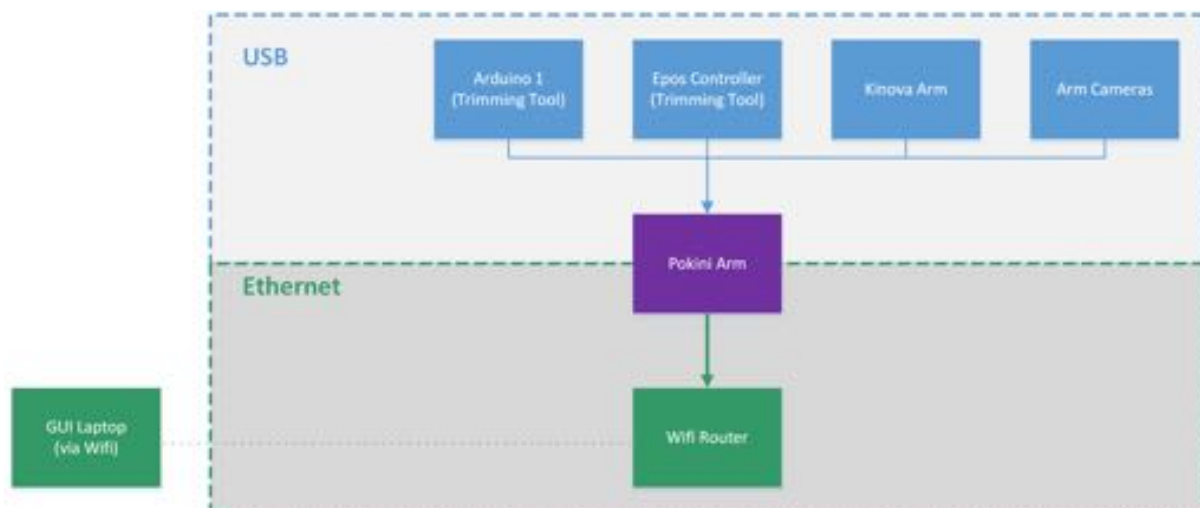 USB
Arduino 1
(Trimming Tool)
Epos Controller
(Trimming Tool)
Kinova Arm
Arm Cameras
Pokini Arm
Ethernet
GUI Laptop
(via Wifi)
Wifi Router